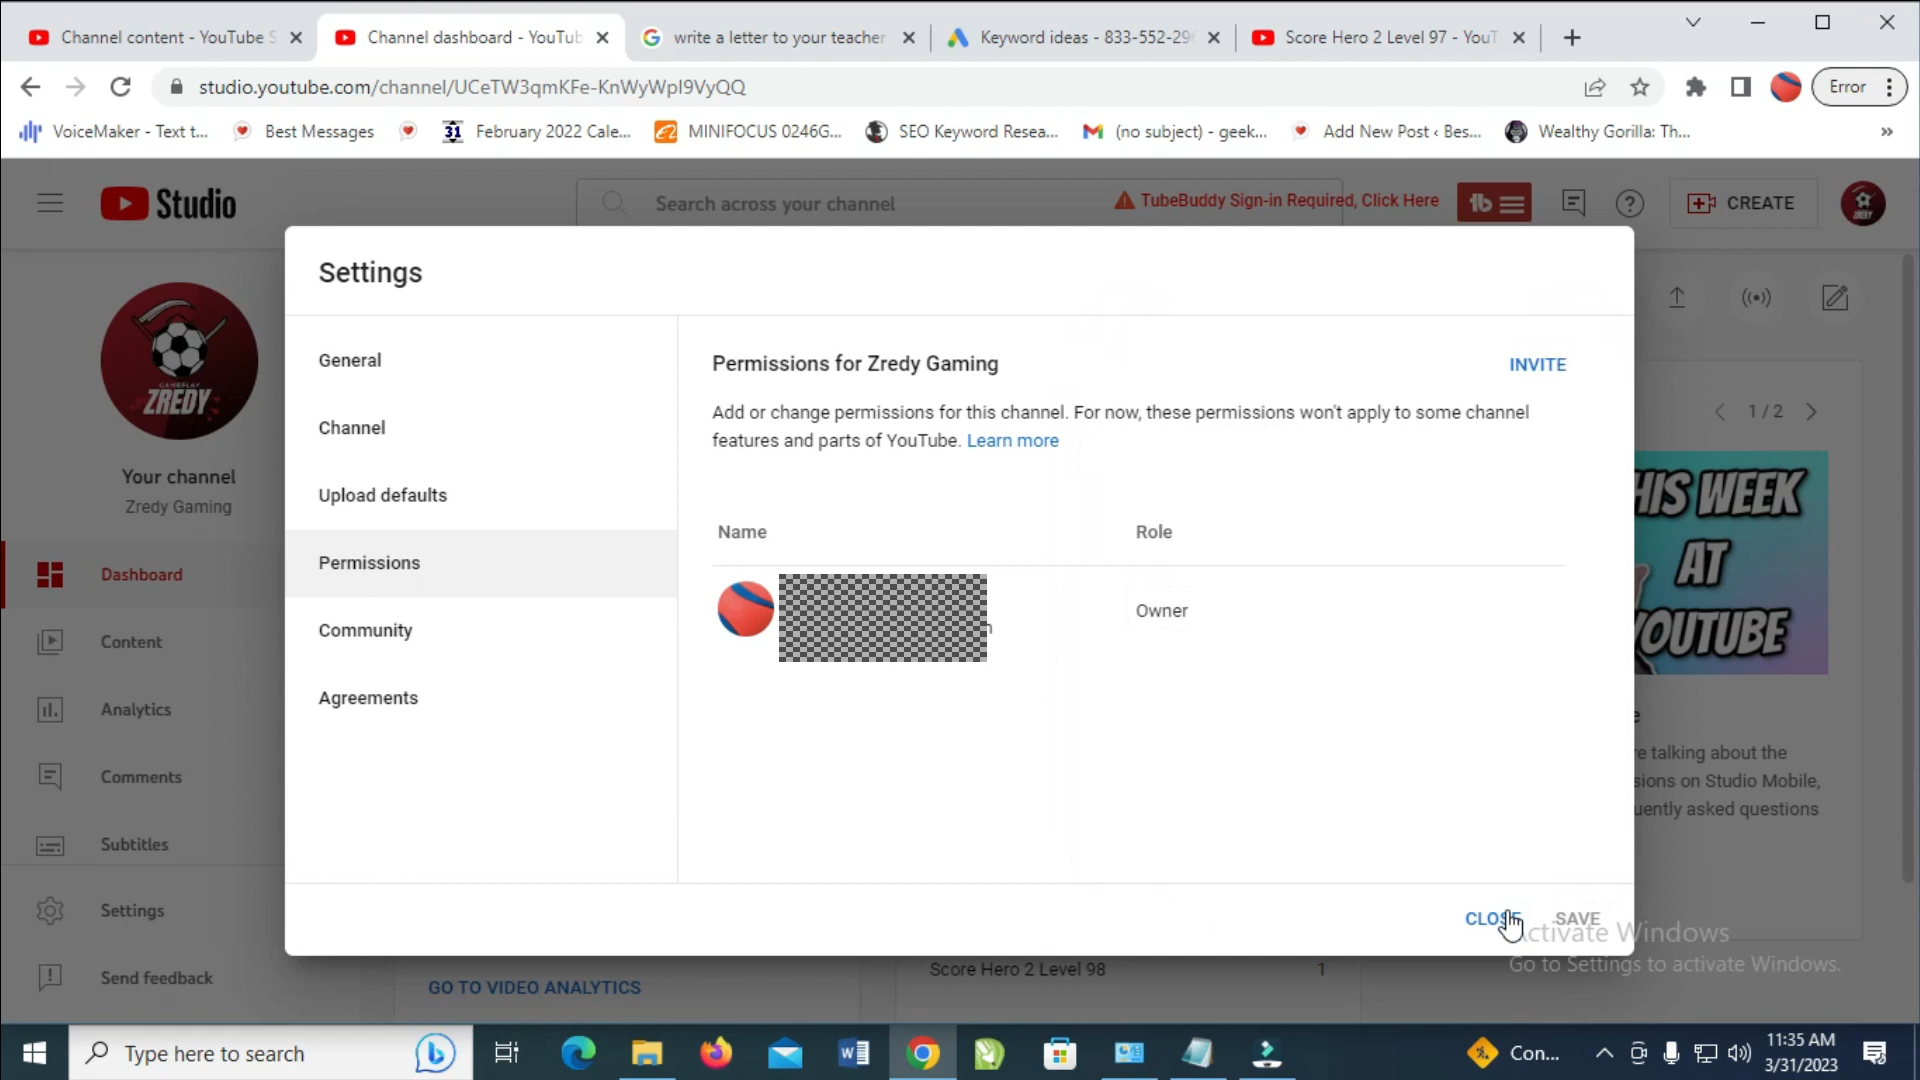 Channel content - YouTube S
Channel dashboard - YouTub
write a letter to your teacher
Keyword ideas - 833-552-29
Score Hero 2 Level 97 - YouT
studio.youtube.com/channel/UCeTW3qmKFe-KnWyWpI9VyQQ
Error
VoiceMaker - Text t...
Best Messages
31
February 2022 Cale...
MINIFOCUS 0246G...
SEO Keyword Resea...
(no subject) - geek...
Add New Post ‹ Bes...
Wealthy Gorilla: Th...
»
Studio
Search across your channel
TubeBuddy Sign-in Required, Click Here
tb
CREATE
Settings
General
Channel
Upload defaults
Permissions
Community
Agreements
Permissions for Zredy Gaming
INVITE
Add or change permissions for this channel. For now, these permissions won't apply to some channel
features and parts of YouTube. Learn more
Name
Role
Owner
CLOSE
SAVE
GAMEPLAY
ZREDY
Your channel
Zredy Gaming
Dashboard
Content
Analytics
Comments
Subtitles
Settings
Send feedback
1 / 2
HIS WEEK
AT
YOUTUBE
e
re talking about the
sions on Studio Mobile,
uently asked questions
GO TO VIDEO ANALYTICS
Score Hero 2 Level 98
1
Activate Windows
Go to Settings to activate Windows.
Type here to search
Con...
11:35 AM
3/31/2023